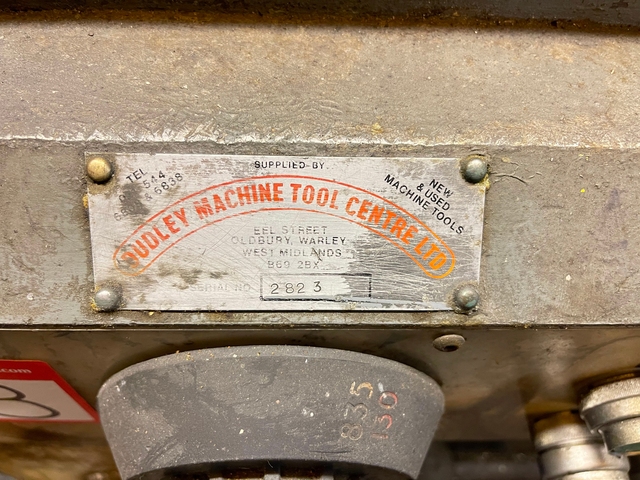 SUPPLIED BY
TEL
544
& 5838
NEW
& USED
MACHINE TOOLS
DUDLEY MACHINE TOOL CENTRE LTD
EEL STREET
OLDBURY, WARLEY
WEST MIDLANDS
B69 2BX
SERIAL NO 2823
.com
835
150